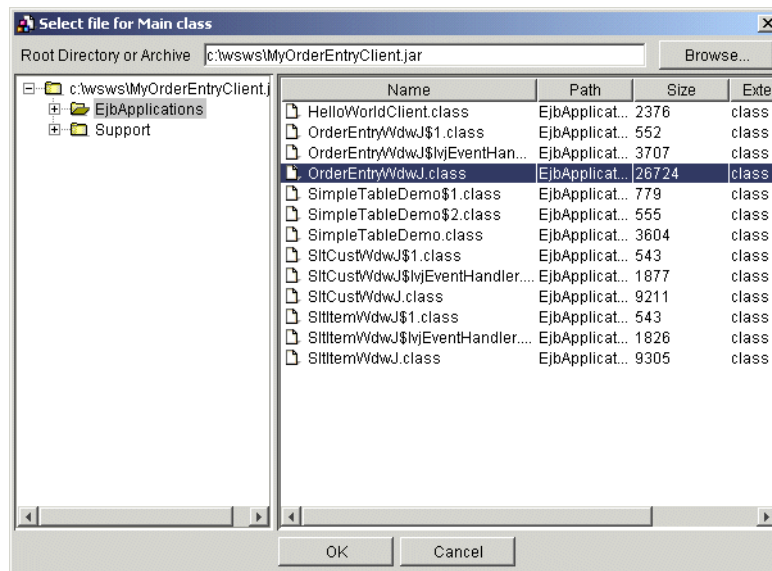 Select file for Main class
Root Directory or Archive c:\wsws\MyOrderEntryClient.jar Browse...
c:\wsws\MyOrderEntryClient.j
EjbApplications
Support
Name Path Size Exte
HelloWorldClient.class EjbApplicat... 2376 class
OrderEntryWdwJ$1.class EjbApplicat... 552 class
OrderEntryWdwJ$IvjEventHan... EjbApplicat... 3707 class
OrderEntryWdwJ.class EjbApplicat... 26724 class
SimpleTableDemo$1.class EjbApplicat... 779 class
SimpleTableDemo$2.class EjbApplicat... 555 class
SimpleTableDemo.class EjbApplicat... 3604 class
SltCustWdwJ$1.class EjbApplicat... 543 class
SltCustWdwJ$IvjEventHandler.... EjbApplicat... 1877 class
SltCustWdwJ.class EjbApplicat... 9211 class
SltItemWdwJ$1.class EjbApplicat... 543 class
SltItemWdwJ$IvjEventHandler.... EjbApplicat... 1826 class
SltItemWdwJ.class EjbApplicat... 9305 class
OK Cancel